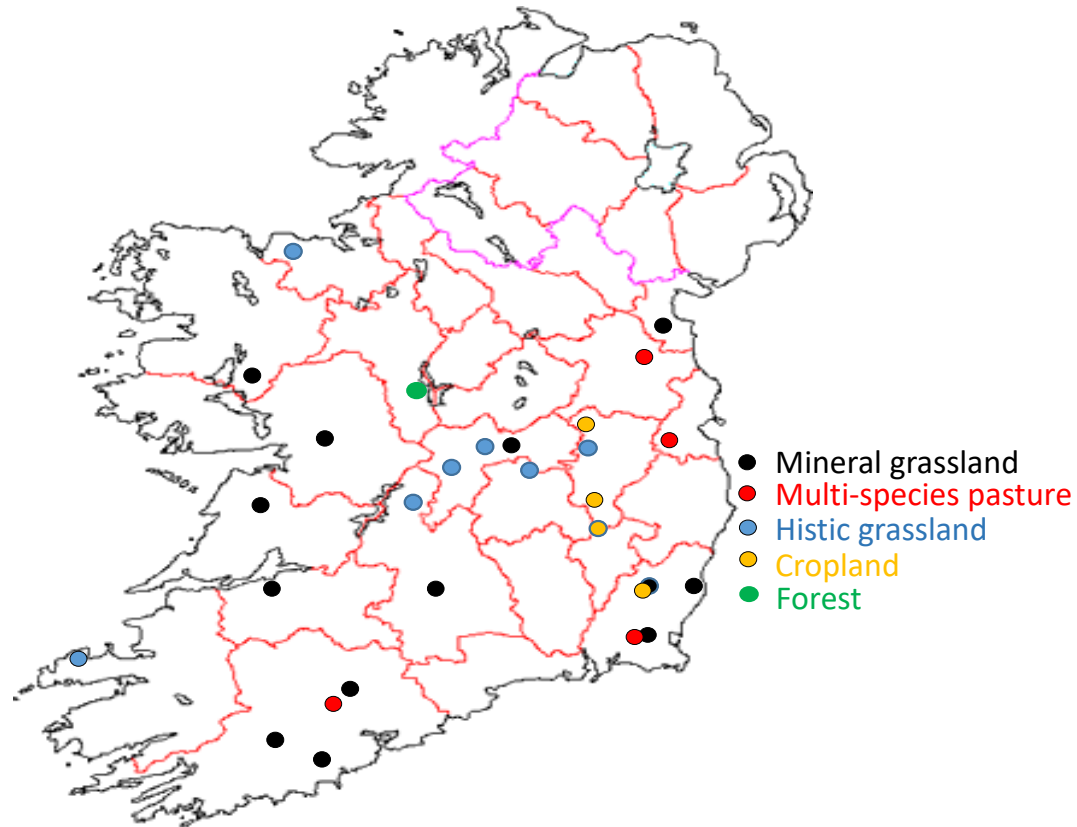 Mineral grassland
Multi-species pasture
Histic grassland
Cropland
Forest